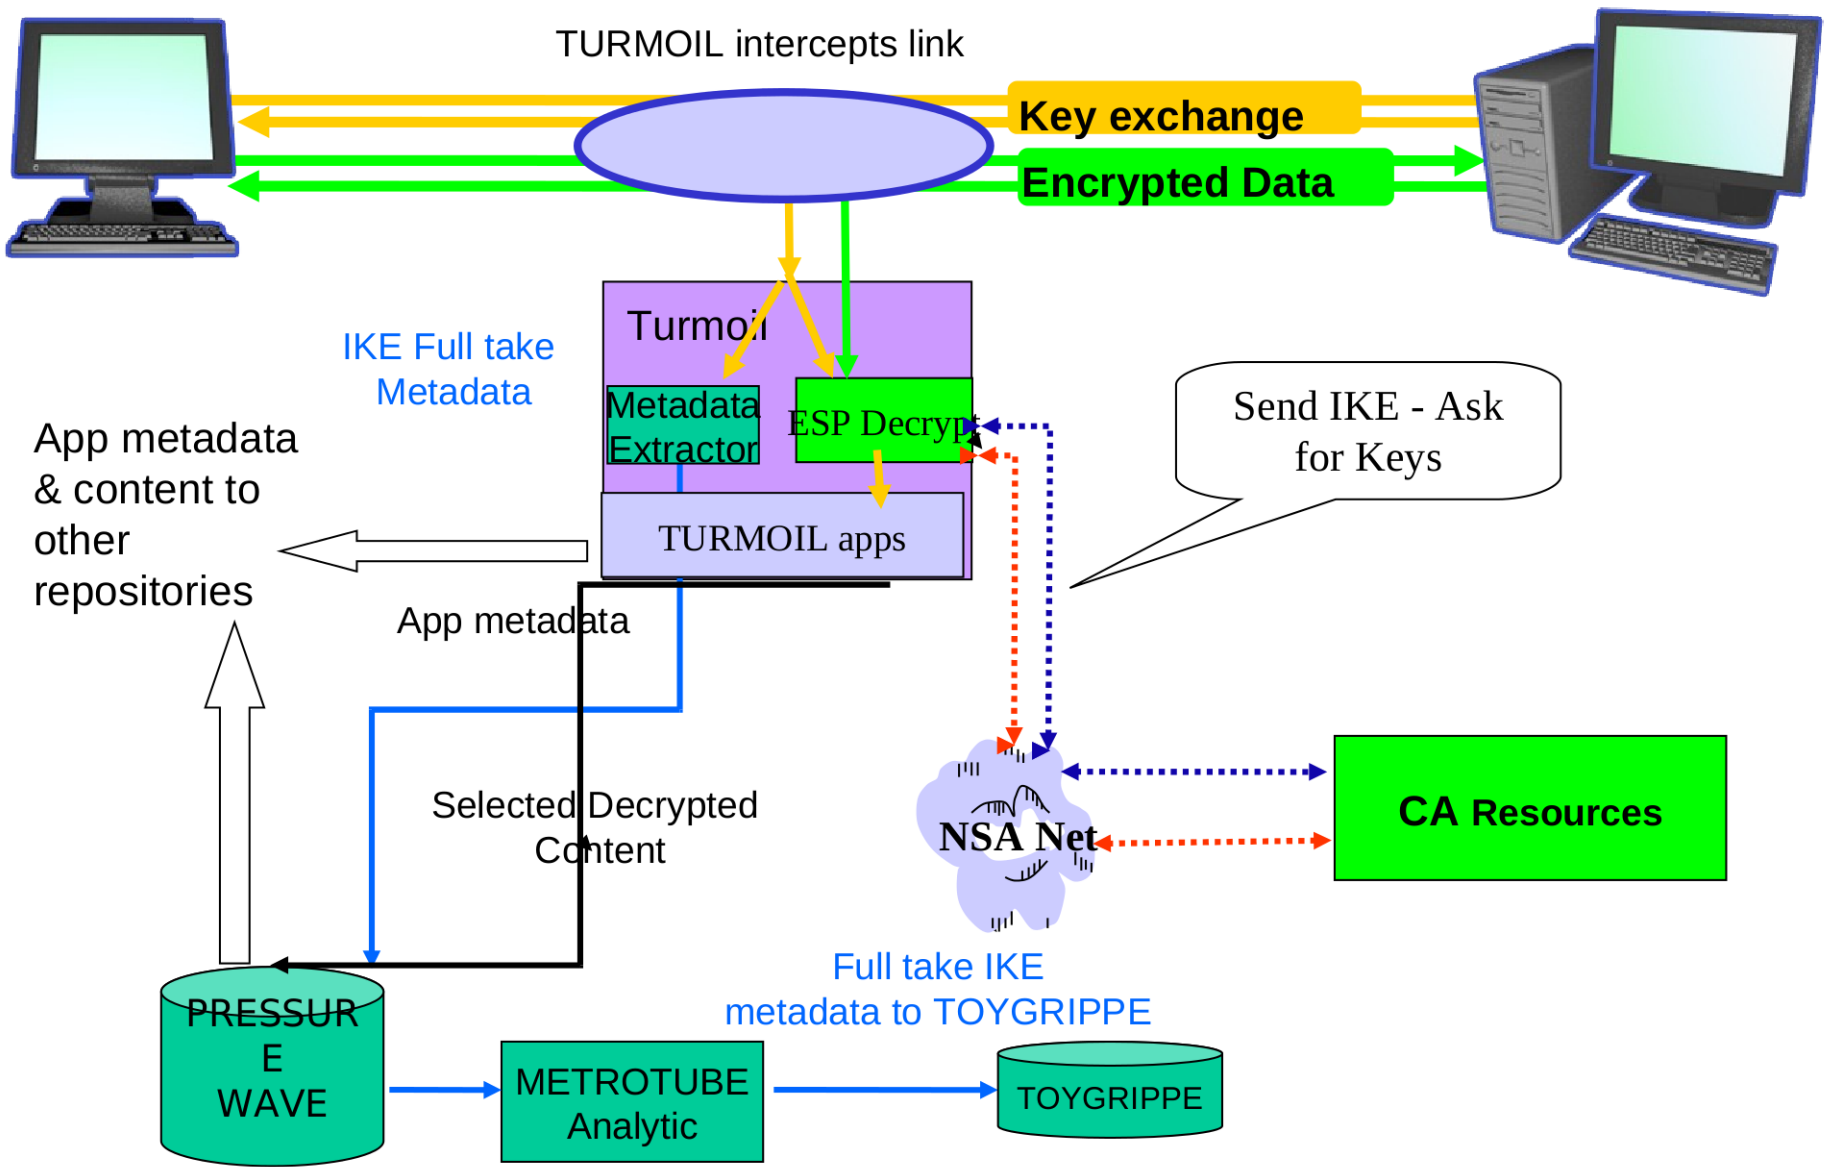 TURMOIL intercepts link
Key exchange
Encrypted Data
Turmoil
IKE Full take
Metadata
Metadata
Extractor
ESP Decrypt
Send IKE - Ask
for Keys
App metadata
& content to
other
repositories
TURMOIL apps
App metadata
Selected Decrypted
Content
NSA Net
CA Resources
Full take IKE
metadata to TOYGRIPPE
PRESSUR
E
WAVE
METROTUBE
Analytic
TOYGRIPPE